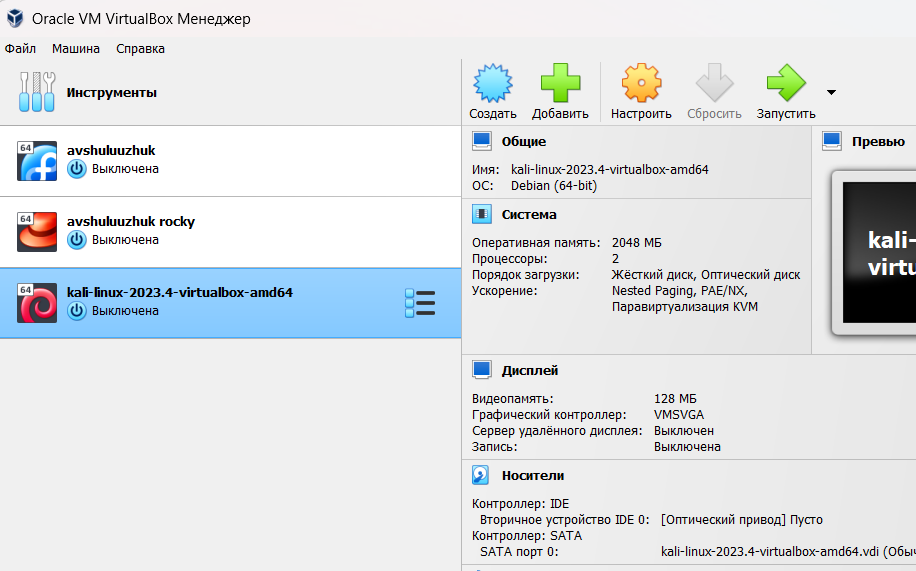 Oracle VM VirtualBox Менеджер
Файл Машина Справка
Инструменты
Создать Добавить Настроить Сбросить Запустить
64
avshuluuzhuk
Выключена
64
avshuluuzhuk rocky
Выключена
64
kali-linux-2023.4-virtualbox-amd64
Выключена
Общие
Имя: kali-linux-2023.4-virtualbox-amd64
ОС: Debian (64-bit)
Система
Оперативная память: 2048 МБ
Процессоры: 2
Порядок загрузки: Жёсткий диск, Оптический диск
Ускорение: Nested Paging, PAE/NX,
Паравиртуализация KVM
Превью
kali-
virtu
Дисплей
Видеопамять: 128 МБ
Графический контроллер: VMSVGA
Сервер удалённого дисплея: Выключен
Запись: Выключена
Носители
Контроллер: IDE
Вторичное устройство IDE 0: [Оптический привод] Пусто
Контроллер: SATA
SATA порт 0: kali-linux-2023.4-virtualbox-amd64.vdi (Обыч